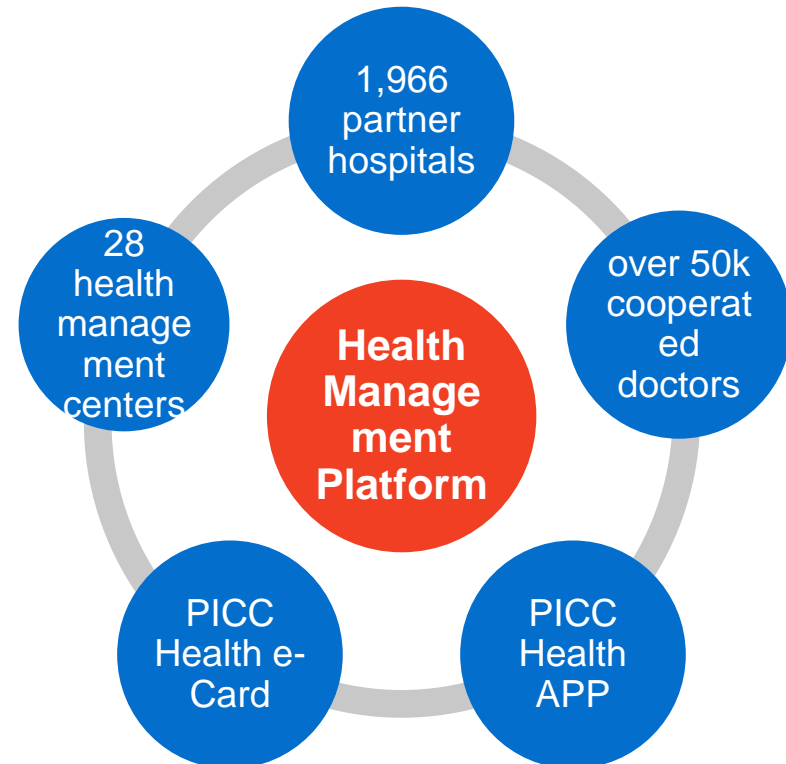 1,966
partner
hospitals
28
health
manage
ment
centers
over 50k
cooperat
ed
doctors
Health
Manage
ment
Platform
PICC
Health e-
Card
PICC
Health
APP